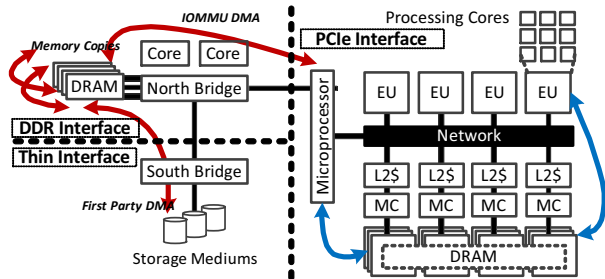 IOMMU DMA
Processing Cores
Memory Copies
Core
Core
PCIe Interface
DRAM
North Bridge
EU
EU
EU
EU
DDR Interface
Thin Interface
Microprocessor
Network
South Bridge
L2$
L2$
L2$
L2$
First Party DMA
MC
MC
MC
MC
Storage Mediums
DRAM